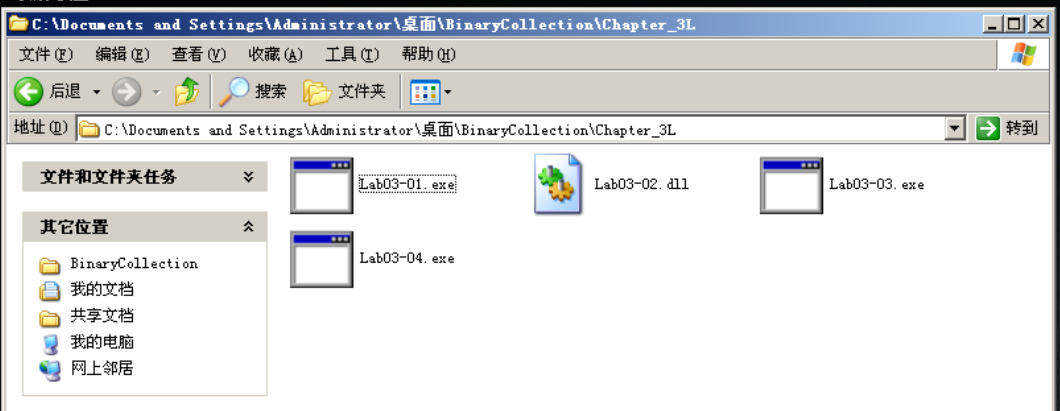 C:\Documents and Settings\Administrator\桌面\BinaryCollection\Chapter_3L
文件(F) 编辑(E) 查看(V) 收藏(A) 工具(T) 帮助(H)
后退 搜索 文件夹
地址(D) C:\Documents and Settings\Administrator\桌面\BinaryCollection\Chapter_3L 转到
文件和文件夹任务
Lab03-01.exe Lab03-02.dll Lab03-03.exe
其它位置
Lab03-04.exe
BinaryCollection
我的文档
共享文档
我的电脑
网上邻居